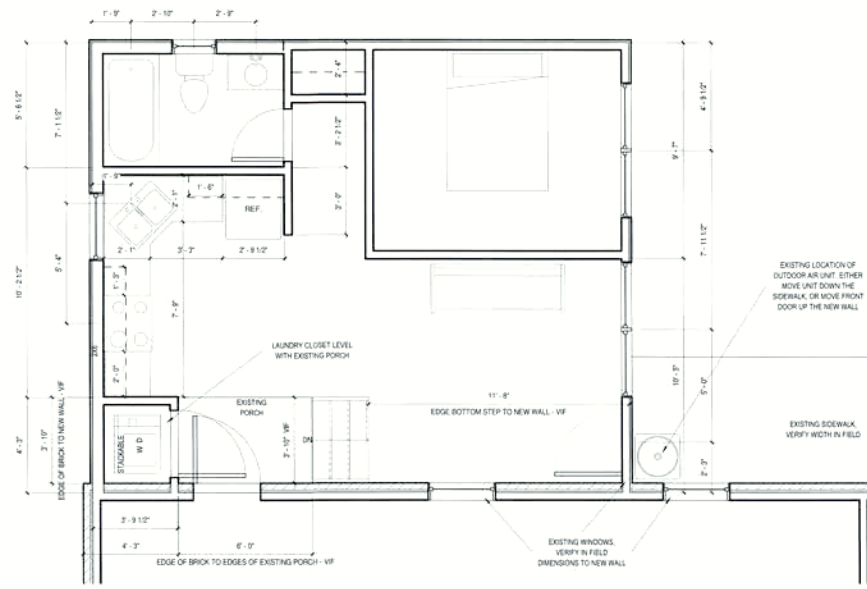 1' - 9"
2' - 10"
2' - 9"
5' - 6 1/2"
7' - 1 1/2"
2' - 4"
3' - 2 1/2"
3' - 0"
4' - 9 1/2"
9' - 7"
7' - 11 1/2"
1' - 6"
2' - 1"
REF.
2' - 1"
3' - 3"
2' - 9 1/2"
10' - 2 1/2"
5' - 4"
1' - 3"
7' - 9"
2' - 0"
2X6
EXISTING LOCATION OF
OUTDOOR AIR UNIT. EITHER
MOVE UNIT DOWN THE
SIDEWALK, OR MOVE FRONT
DOOR UP THE NEW WALL
LAUNDRY CLOSET LEVEL
WITH EXISTING PORCH
10' - 3"
5' - 0"
EXISTING
PORCH
11' - 8"
EDGE BOTTOM STEP TO NEW WALL - VIF
EXISTING SIDEWALK,
VERIFY WIDTH IN FIELD
4' - 3"
3' - 10"
EDGE OF BRICK TO NEW WALL - VIF
STACKABLE
W D
3' - 10" VIF
DN
2' - 3"
3' - 9 1/2"
4' - 3"
6' - 0"
EDGE OF BRICK TO EDGES OF EXISTING PORCH - VIF
EXISTING WINDOWS,
VERIFY IN FIELD
DIMENSIONS TO NEW WALL